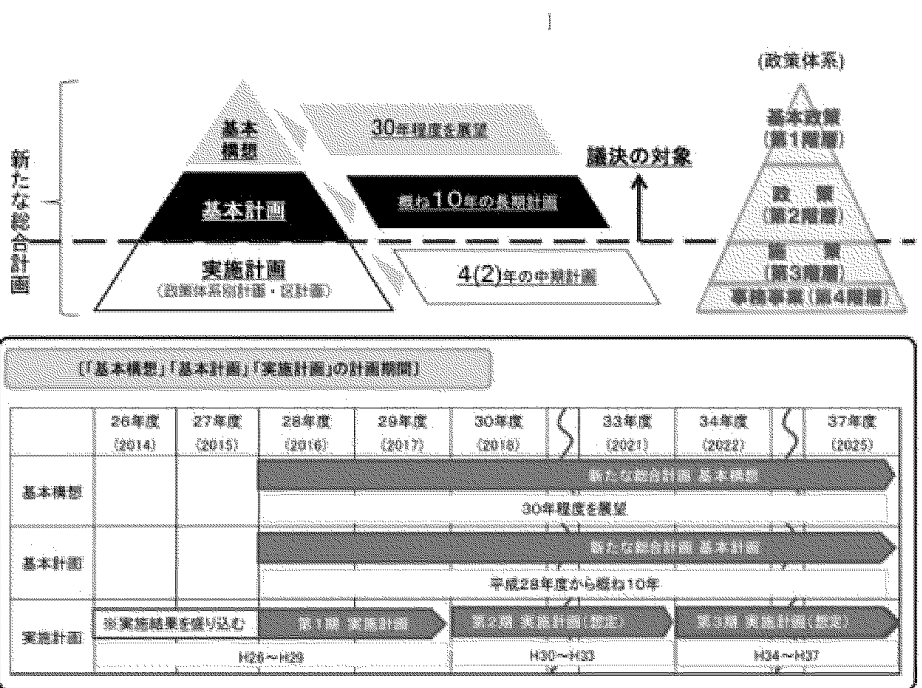 (政策体系)
新たな総合計画
基本
構想
30年程度を展望
議決の対象
基本計画
概ね10年の長期計画
実施計画
(政策体系別計画・区計画)
4(2)年の中期計画
基本政策
(第1階層)
政 策
(第2階層)
施 策
(第3階層)
事務事業(第4階層)
[「基本構想」「基本計画」「実施計画」の計画期間]
26年度 27年度 28年度 29年度 30年度 33年度 34年度 37年度
(2014) (2015) (2016) (2017) (2018) (2021) (2022) (2025)
基本構想
新たな総合計画 基本構想
30年程度を展望
基本計画
新たな総合計画 基本計画
平成28年度から概ね10年
実施計画
※実施結果を盛り込む 第1期 実施計画 第2期 実施計画(想定) 第3期 実施計画(想定)
H26～H29 H30～H33 H34～H37